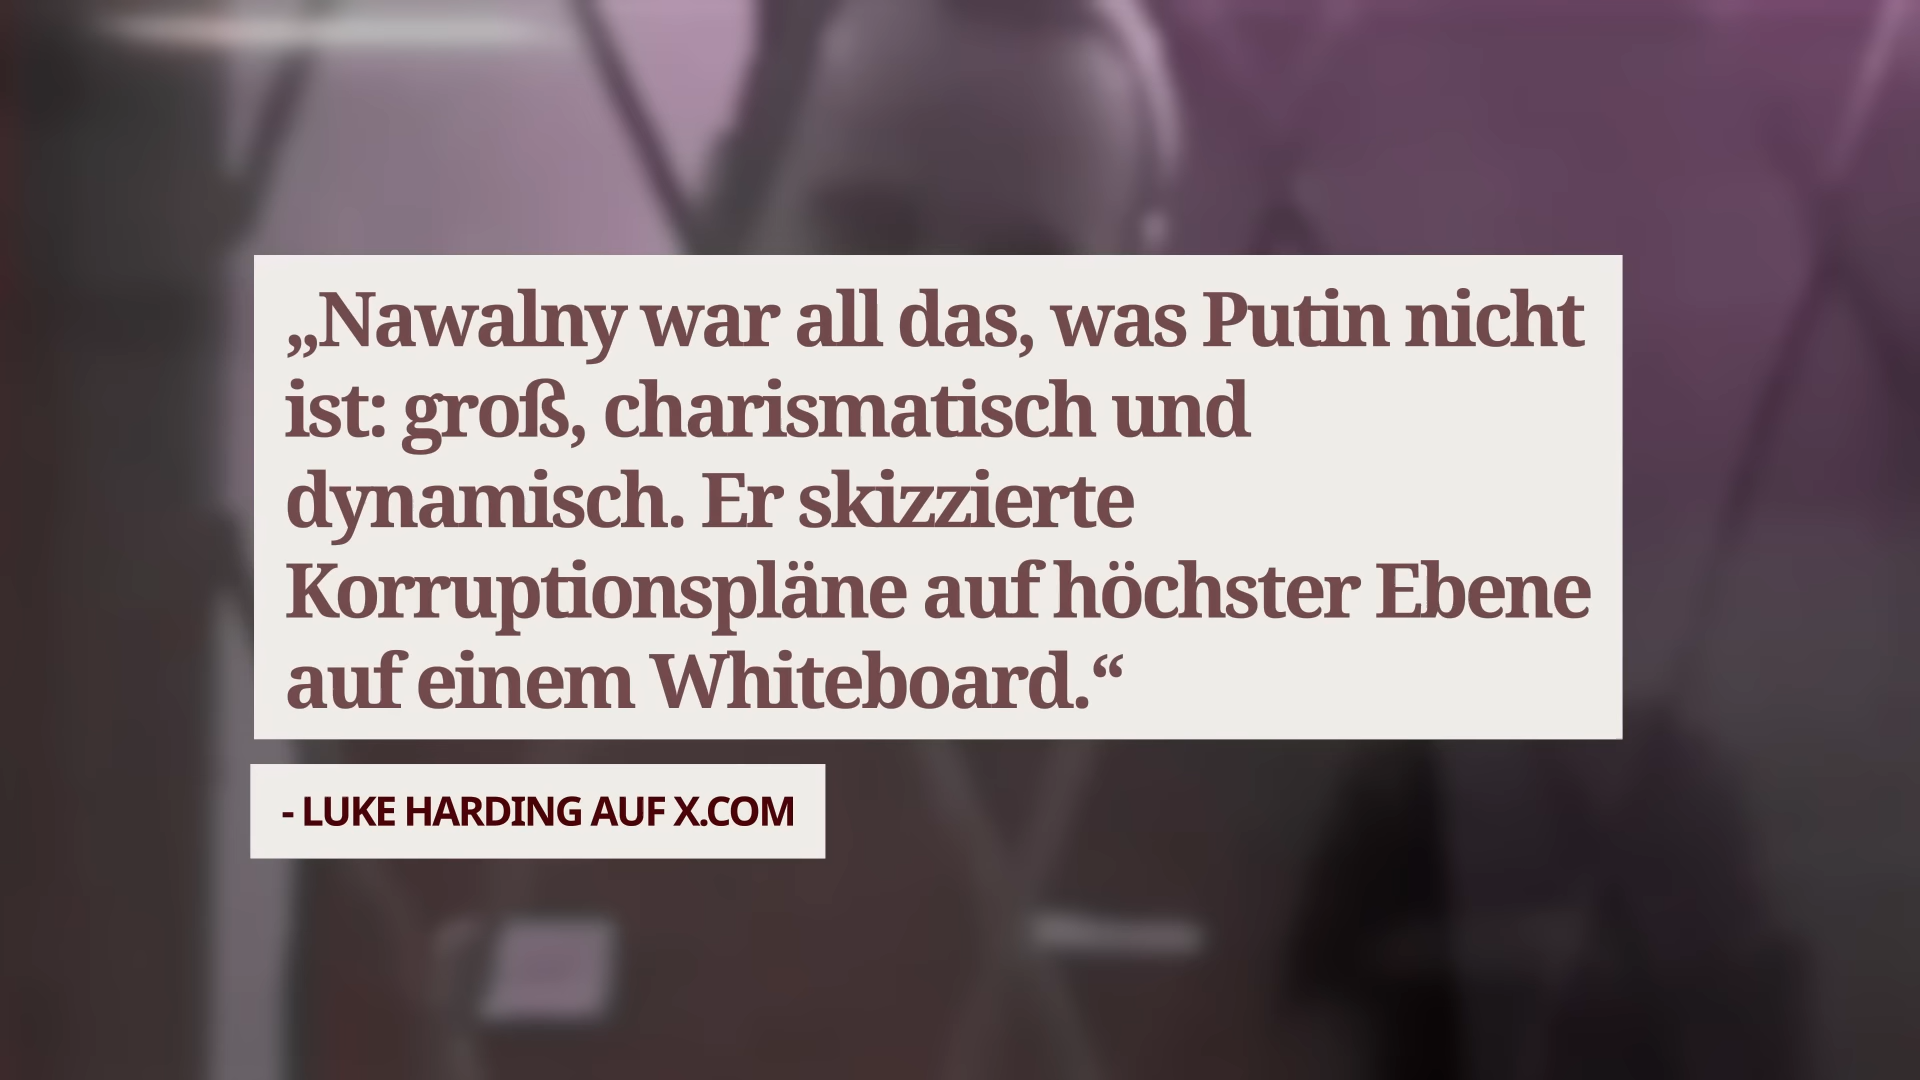 „Nawalny war all das, was Putin nicht
ist: groß, charismatisch und
dynamisch. Er skizzierte
Korruptionspläne auf höchster Ebene
auf einem Whiteboard.“
- LUKE HARDING AUF X.COM